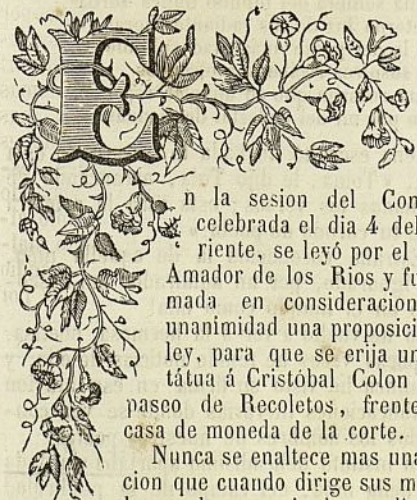 E
n la sesion del Con
celebrada el dia 4 del
riente, se leyó por el
Amador de los Rios y fu
mada en consideracion
unanimidad una proposici
ley, para que se erija un
tátua á Cristóbal Colon
paseo de Recoletos, frente
casa de moneda de la corte.
Nunca se enaltece mas una
cion que cuando dirige sus m